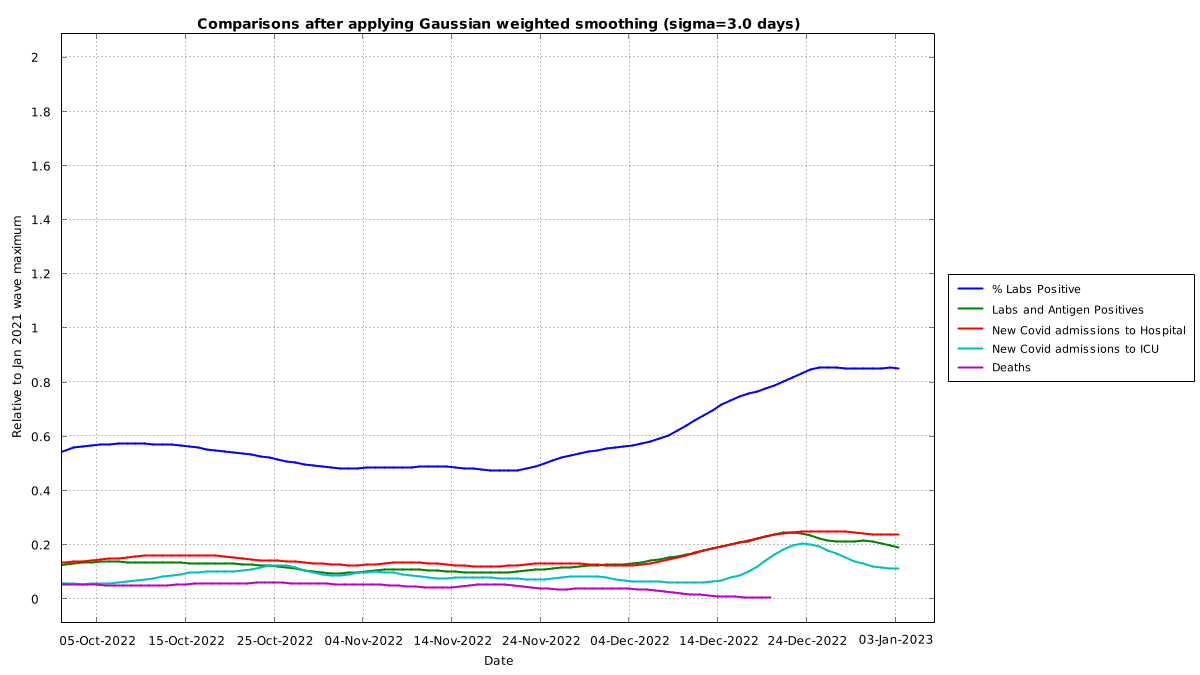 Comparisons after applying Gaussian weighted smoothing (sigma=3.0 days)
2
1.8
1.6
1.4
1.2
1
0.8
0.6
0.4
0.2
0
Relative to Jan 2021 wave maximum
05-Oct-2022 15-Oct-2022 25-Oct-2022 04-Nov-2022 14-Nov-2022 24-Nov-2022 04-Dec-2022 14-Dec-2022 24-Dec-2022 03-Jan-2023
Date
% Labs Positive
Labs and Antigen Positives
New Covid admissions to Hospital
New Covid admissions to ICU
Deaths